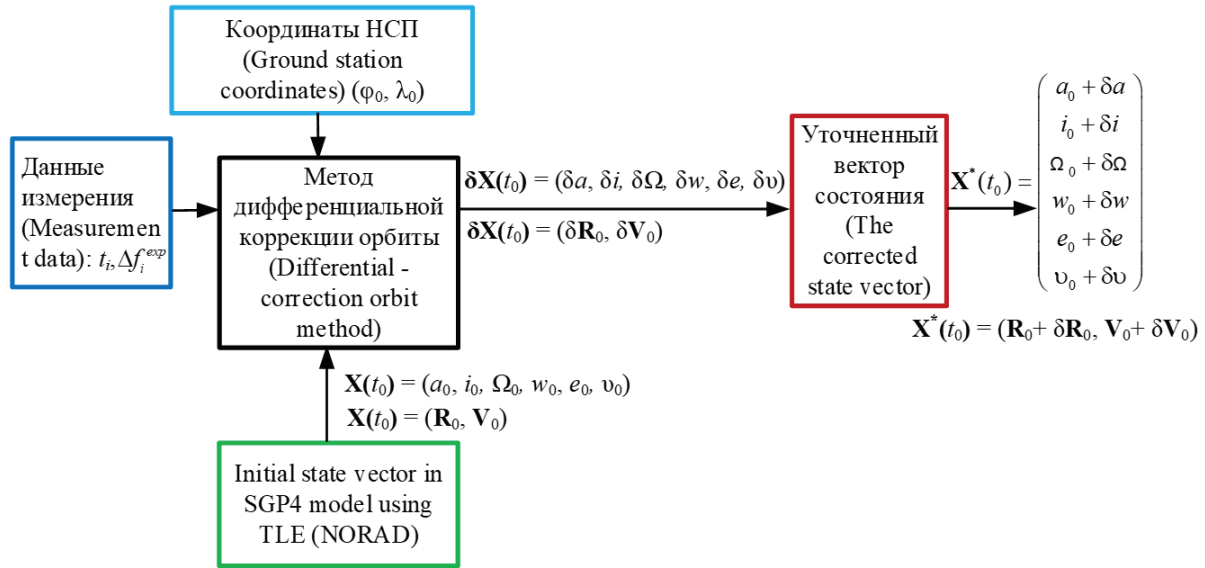 Координаты НСП
(Ground station
coordinates) (φ₀, λ₀)
Данные
измерения
(Measuremen
t data): tᵢ, Δfᵢᵉˣᵖ
Метод
дифференциальной
коррекции орбиты
(Differential -
correction orbit
method)
δX(t₀) = (δa, δi, δΩ, δw, δe, δυ)
δX(t₀) = (δR₀, δV₀)
Уточненный
вектор
состояния
(The
corrected
state vector)
X*(t₀) =
a₀ + δa
i₀ + δi
Ω₀ + δΩ
w₀ + δw
e₀ + δe
υ₀ + δυ
X*(t₀) = (R₀+ δR₀, V₀+ δV₀)
X(t₀) = (a₀, i₀, Ω₀, w₀, e₀, υ₀)
X(t₀) = (R₀, V₀)
Initial state vector in
SGP4 model using
TLE (NORAD)